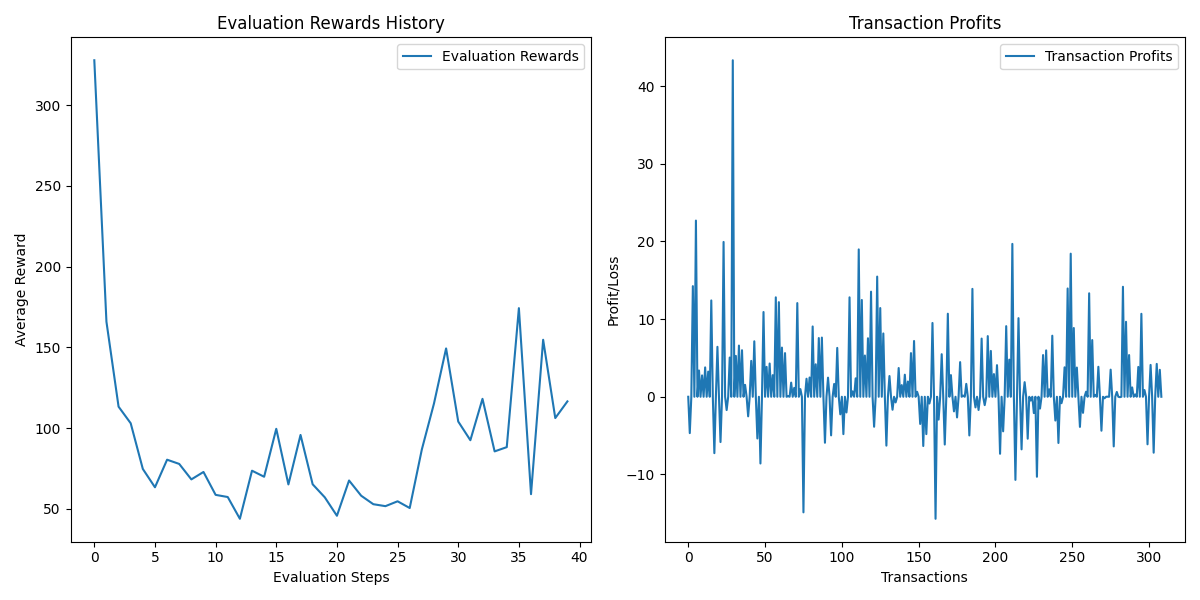 Evaluation Rewards History
Evaluation Rewards
300
250
200
150
100
50
Average Reward
0 5 10 15 20 25 30 35 40
Evaluation Steps
Transaction Profits
Transaction Profits
40
30
20
10
0
−10
Profit/Loss
0 50 100 150 200 250 300
Transactions